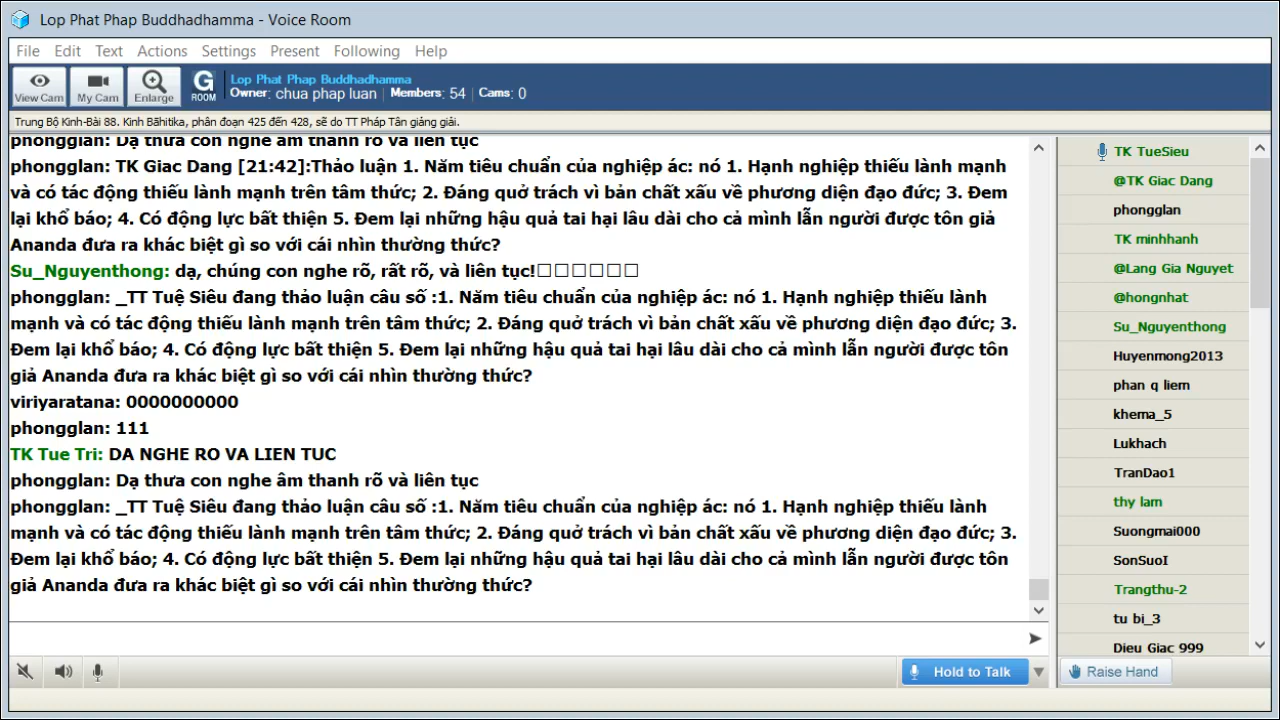 Lop Phat Phap Buddhadhamma - Voice Room
File Edit Text Actions Settings Present Following Help
View Cam My Cam Enlarge G ROOM
Lop Phat Phap Buddhadhamma
Owner: chua phap luan | Members: 54 | Cams: 0
Trung Bộ Kinh-Bài 88. Kinh Bāhitika, phân đoạn 425 đến 428, sẽ do TT Pháp Tân giảng giải.
phongglan: Dạ thưa con nghe âm thanh rõ và liên tục
phongglan: TK Giac Dang [21:42]:Thảo luận 1. Năm tiêu chuẩn của nghiệp ác: nó 1. Hạnh nghiệp thiếu lành mạnh
và có tác động thiếu lành mạnh trên tâm thức; 2. Đáng quở trách vì bản chất xấu về phương diện đạo đức; 3. Đem
lại khổ báo; 4. Có động lực bất thiện 5. Đem lại những hậu quả tai hại lâu dài cho cả mình lẫn người được tôn giả
Ananda đưa ra khác biệt gì so với cái nhìn thường thức?
Su_Nguyenthong: dạ, chúng con nghe rõ, rất rõ, và liên tục!□□□□□□
phongglan: _TT Tuệ Siêu đang thảo luận câu số :1. Năm tiêu chuẩn của nghiệp ác: nó 1. Hạnh nghiệp thiếu lành
mạnh và có tác động thiếu lành mạnh trên tâm thức; 2. Đáng quở trách vì bản chất xấu về phương diện đạo đức; 3.
Đem lại khổ báo; 4. Có động lực bất thiện 5. Đem lại những hậu quả tai hại lâu dài cho cả mình lẫn người được tôn
giả Ananda đưa ra khác biệt gì so với cái nhìn thường thức?
viriyaratana: 0000000000
phongglan: 111
TK Tue Tri: DA NGHE RO VA LIEN TUC
phongglan: Dạ thưa con nghe âm thanh rõ và liên tục
phongglan: _TT Tuệ Siêu đang thảo luận câu số :1. Năm tiêu chuẩn của nghiệp ác: nó 1. Hạnh nghiệp thiếu lành
mạnh và có tác động thiếu lành mạnh trên tâm thức; 2. Đáng quở trách vì bản chất xấu về phương diện đạo đức; 3.
Đem lại khổ báo; 4. Có động lực bất thiện 5. Đem lại những hậu quả tai hại lâu dài cho cả mình lẫn người được tôn
giả Ananda đưa ra khác biệt gì so với cái nhìn thường thức?
TK TueSieu
@TK Giac Dang
phongglan
TK minhhanh
@Lang Gia Nguyet
@hongnhat
Su_Nguyenthong
Huyenmong2013
phan q liem
khema_5
Lukhach
TranDao1
thy lam
Suongmai000
SonSuoI
Trangthu-2
tu bi_3
Dieu Giac 999
Hold to Talk
Raise Hand